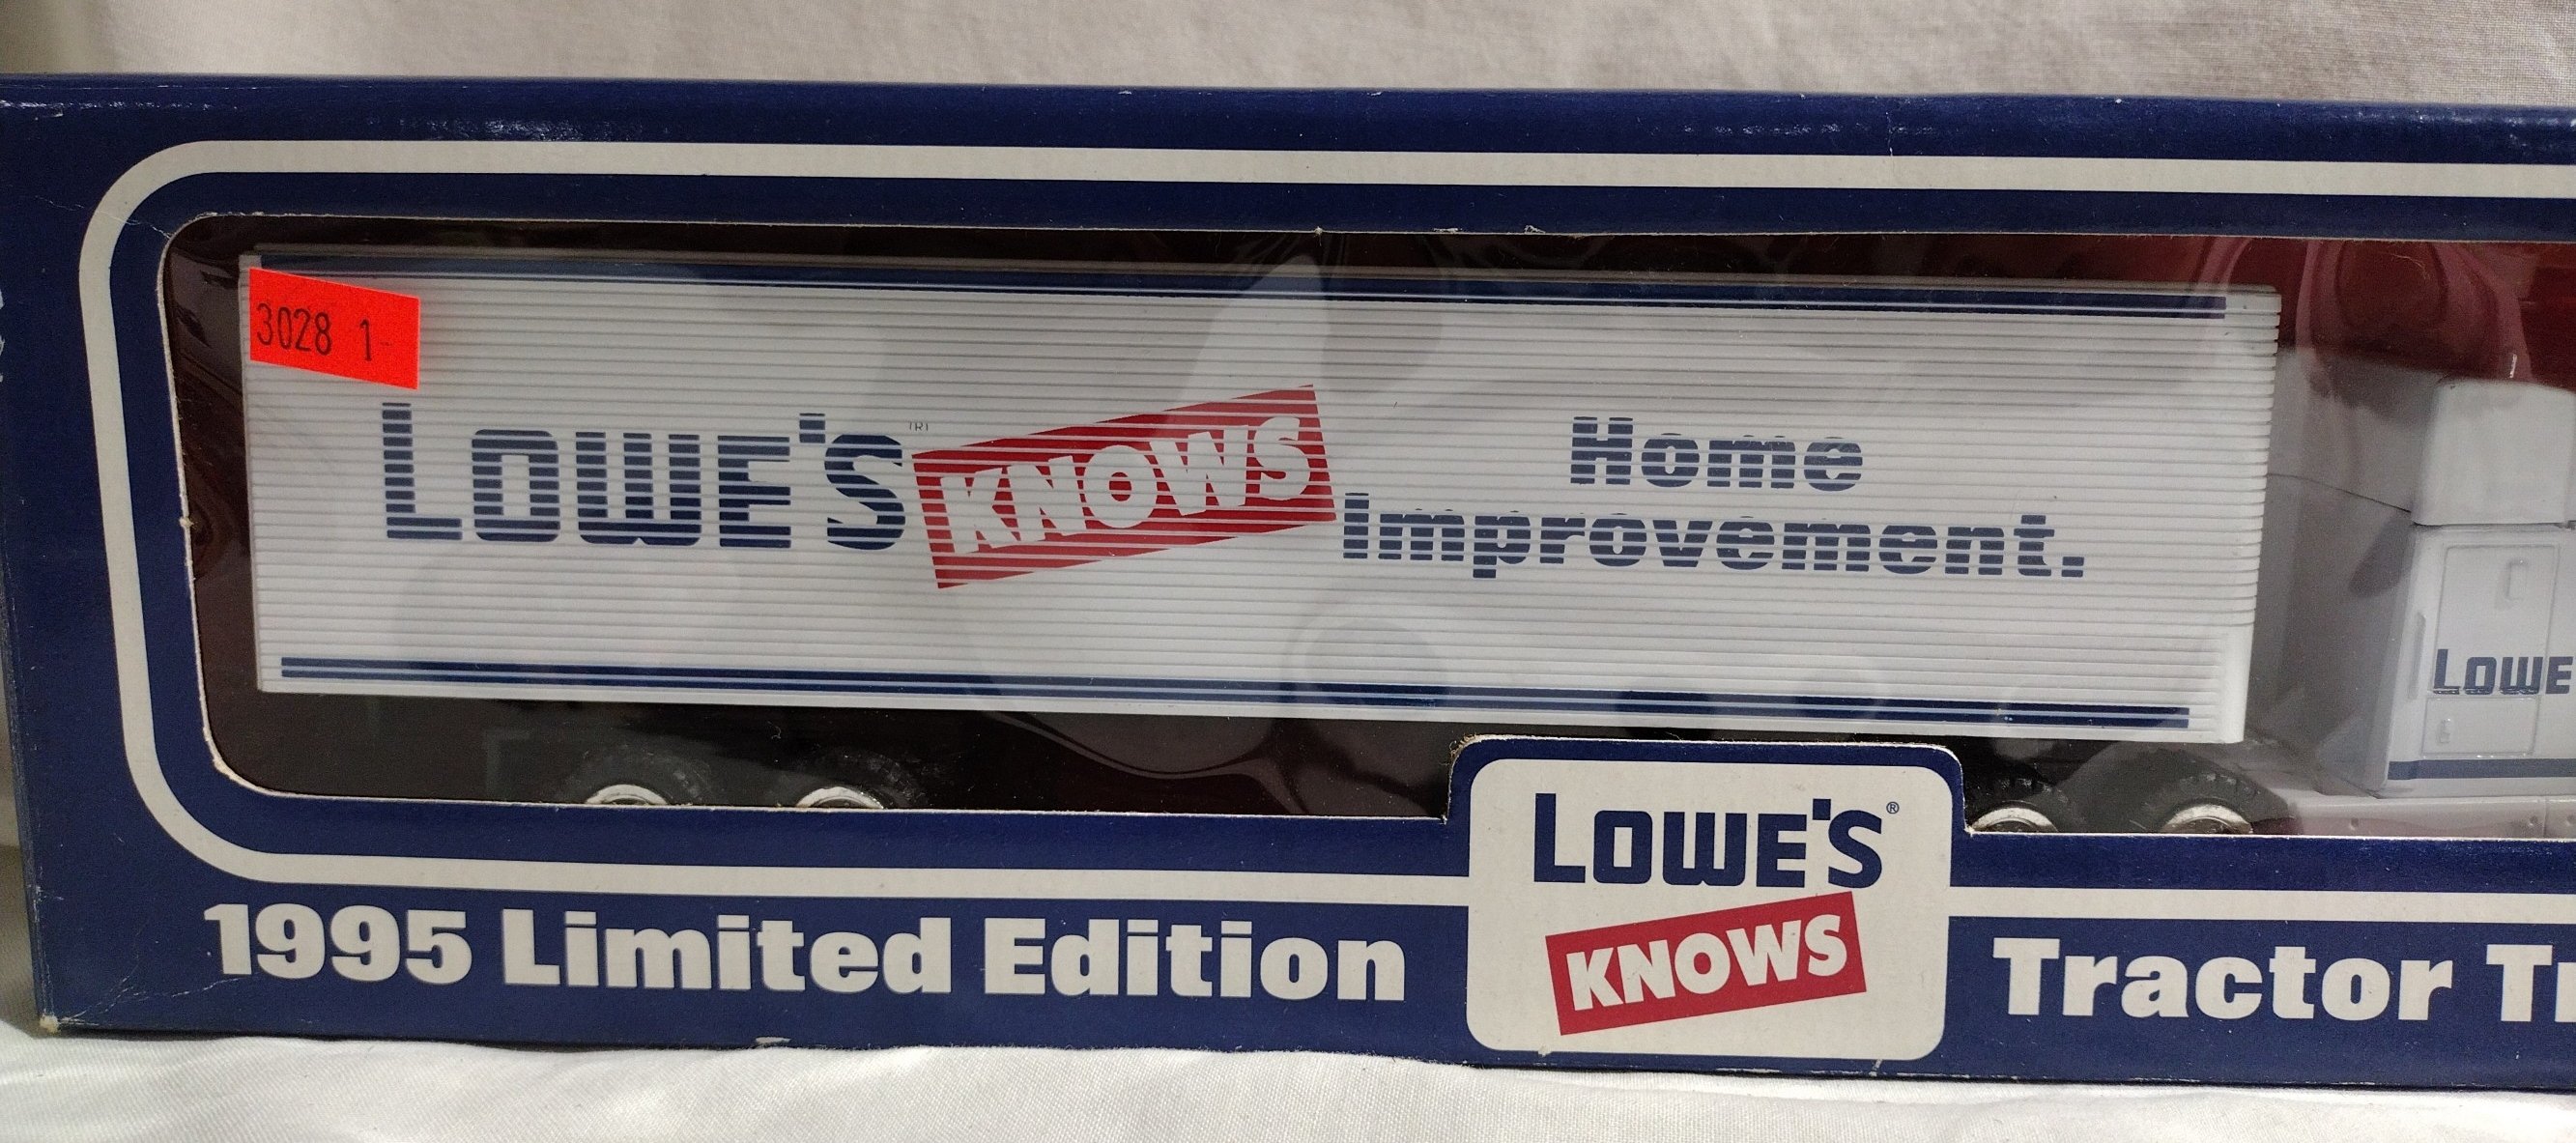 3028 1-
LOWE'S ® KNOWS Home
Improvement.
LOWE
LOWE'S®
KNOWS
1995 Limited Edition
Tractor Tr